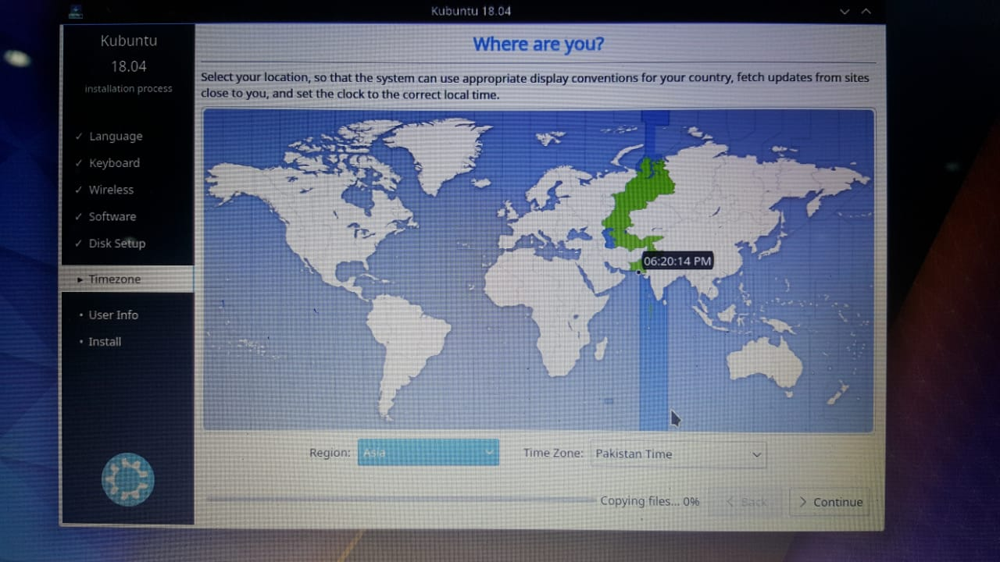 Kubuntu 18.04
Kubuntu
18.04
installation process
✓ Language
✓ Keyboard
✓ Wireless
✓ Software
✓ Disk Setup
▸ Timezone
• User Info
• Install
Where are you?
Select your location, so that the system can use appropriate display conventions for your country, fetch updates from sites
close to you, and set the clock to the correct local time.
06:20:14 PM
Region: Asia Time Zone: Pakistan Time
Copying files... 0% < Back > Continue